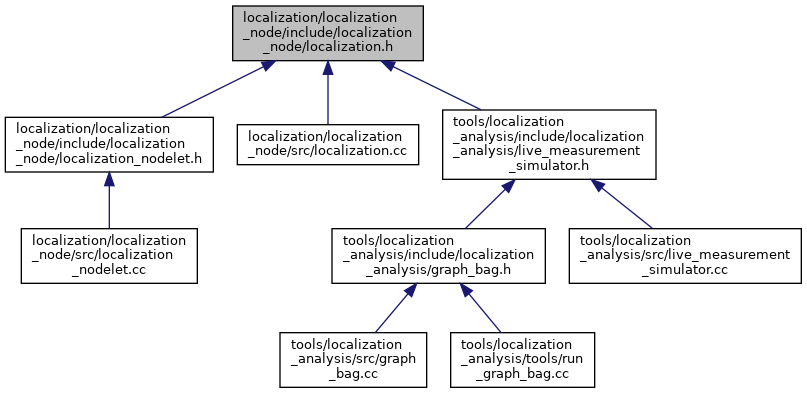 localization/localization
_node/include/localization
_node/localization.h
localization/localization
_node/include/localization
_node/localization_nodelet.h
localization/localization
_node/src/localization.cc
tools/localization
_analysis/include/localization
_analysis/live_measurement
_simulator.h
localization/localization
_node/src/localization
_nodelet.cc
tools/localization
_analysis/include/localization
_analysis/graph_bag.h
tools/localization
_analysis/src/live_measurement
_simulator.cc
tools/localization
_analysis/src/graph
_bag.cc
tools/localization
_analysis/tools/run
_graph_bag.cc